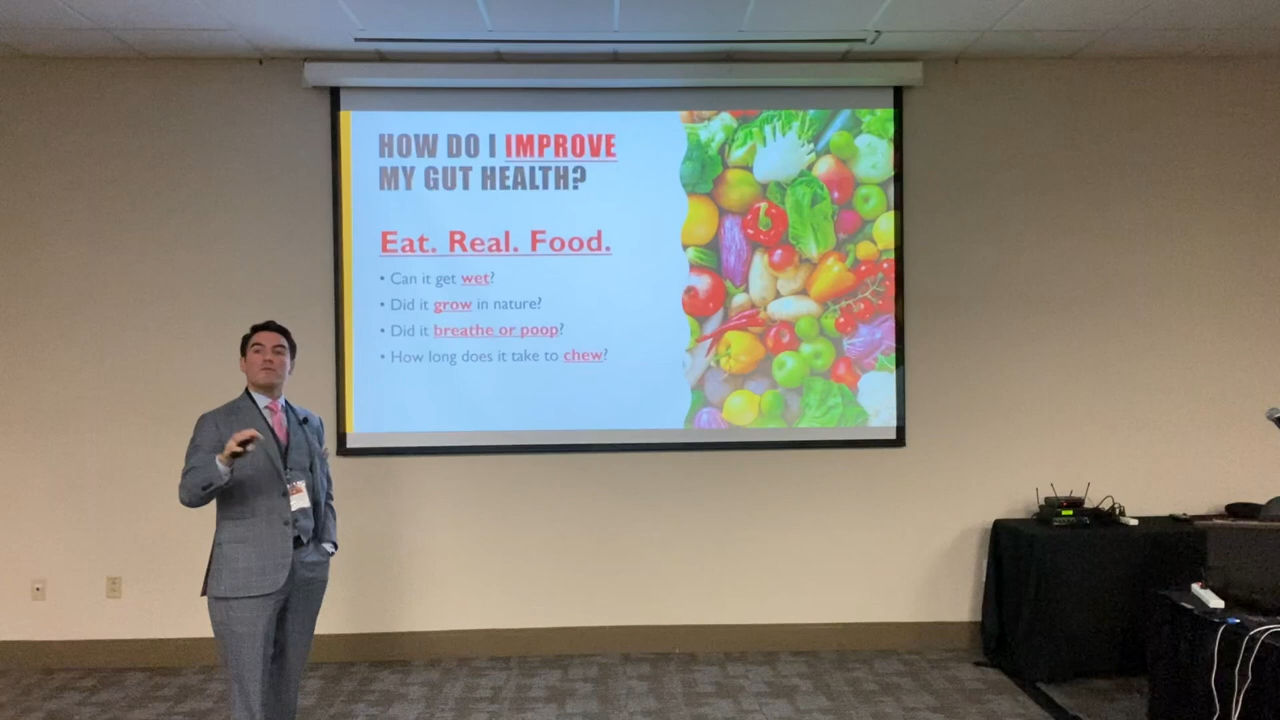 HOW DO I IMPROVE
MY GUT HEALTH?
Eat. Real. Food.
• Can it get wet?
• Did it grow in nature?
• Did it breathe or poop?
• How long does it take to chew?